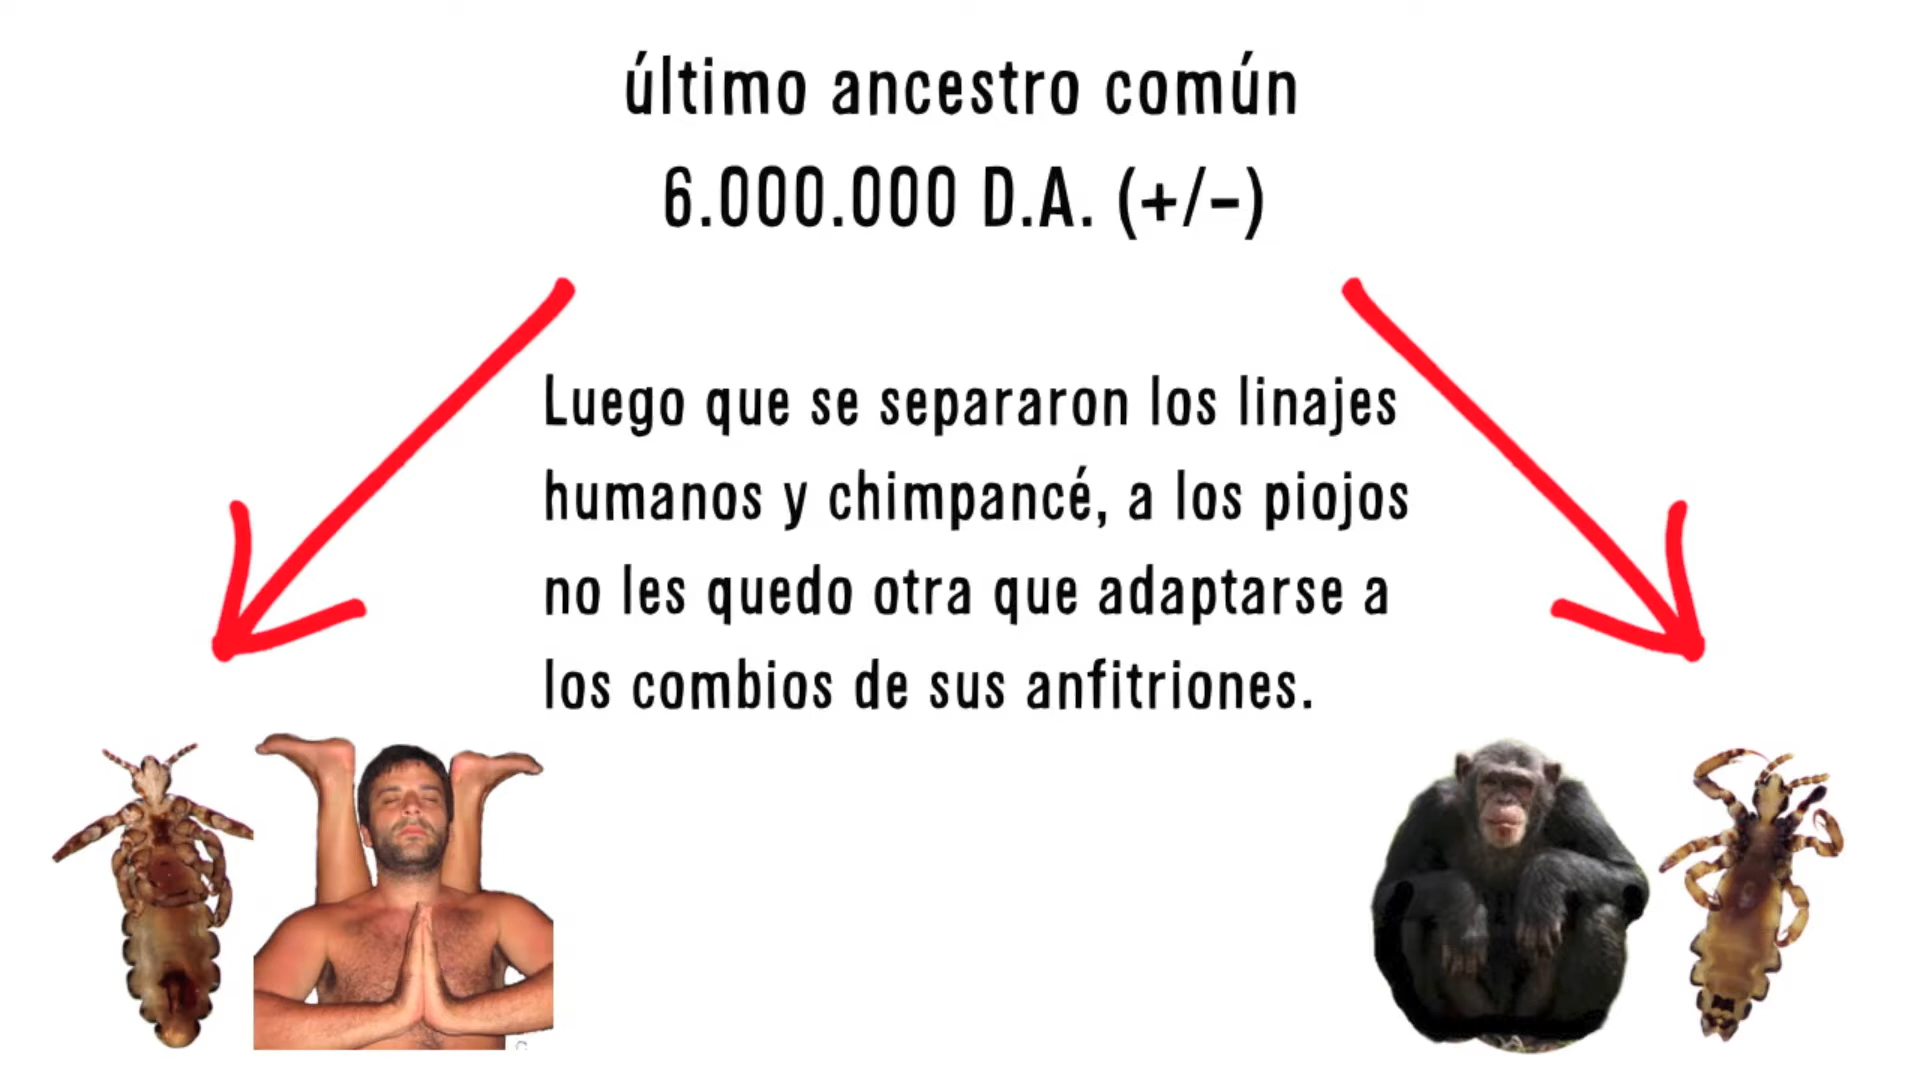 último ancestro común
6.000.000 D.A. (+/-)
Luego que se separaron los linajes
humanos y chimpancé, a los piojos
no les quedo otra que adaptarse a
los combios de sus anfitriones.